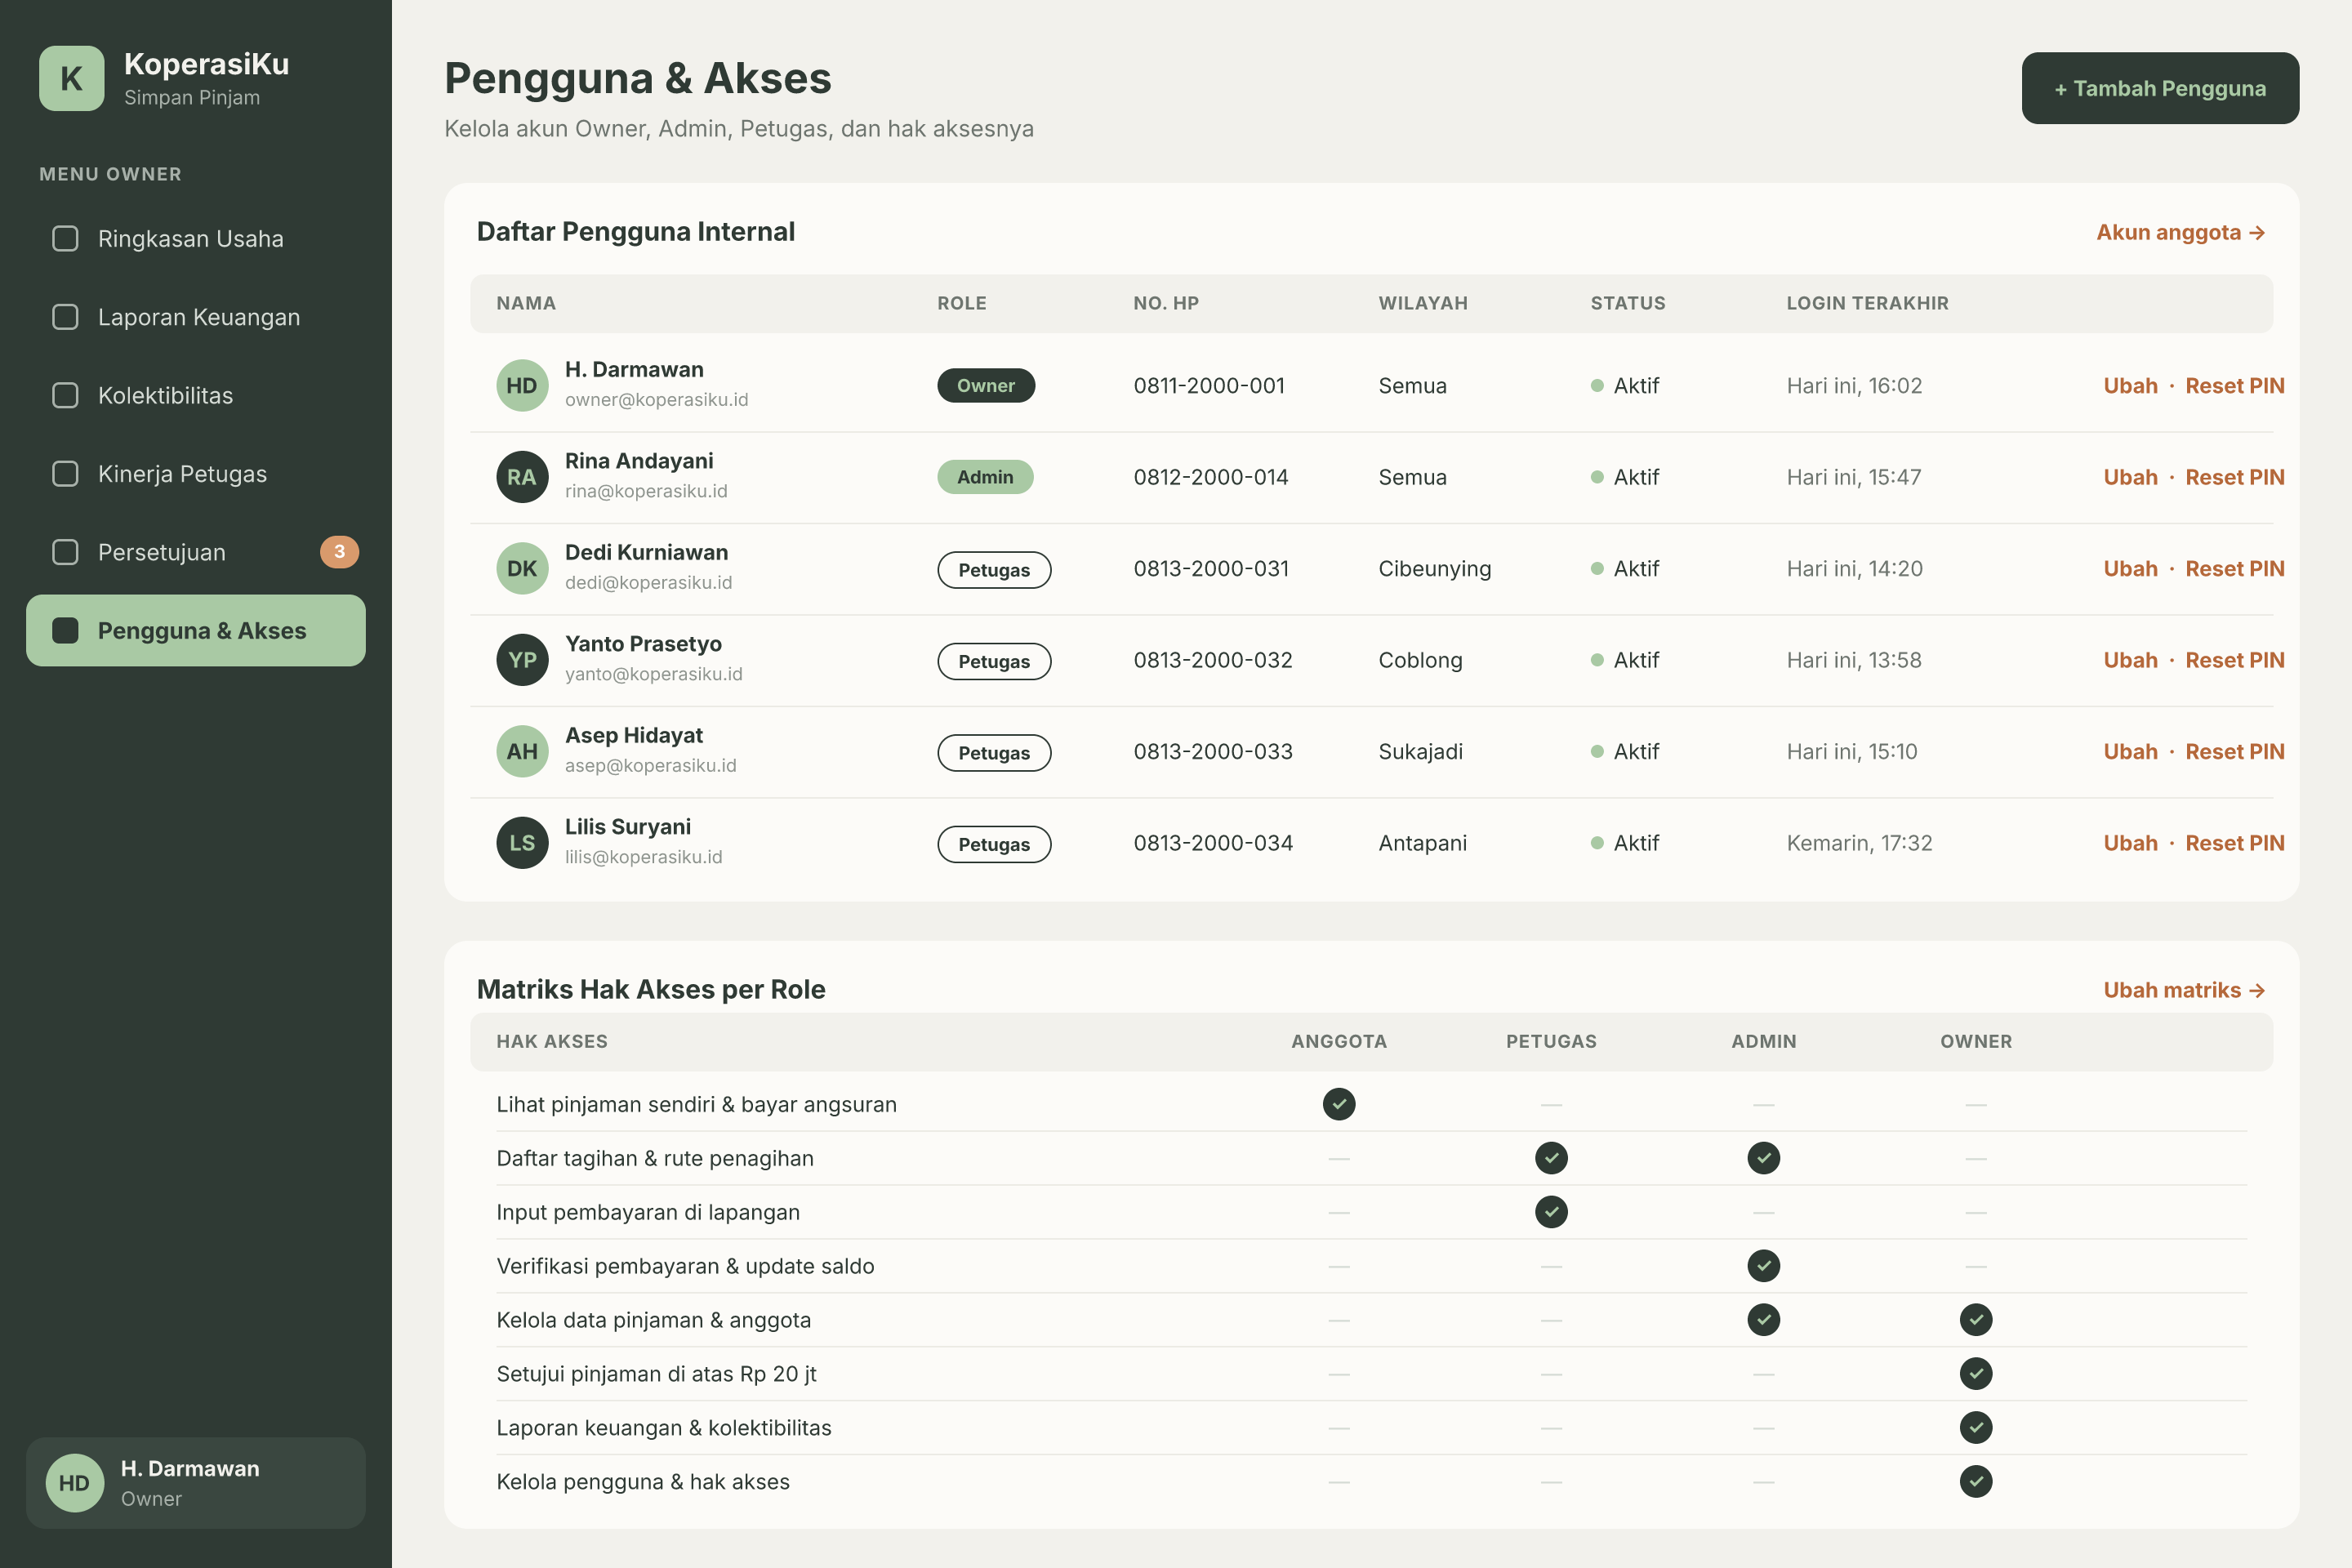 K
KoperasiKu
Simpan Pinjam
MENU OWNER
Ringkasan Usaha
Laporan Keuangan
Kolektibilitas
Kinerja Petugas
Persetujuan 3
Pengguna & Akses
HD
H. Darmawan
Owner
Pengguna & Akses
Kelola akun Owner, Admin, Petugas, dan hak aksesnya
+ Tambah Pengguna
Daftar Pengguna Internal
Akun anggota →
NAMA ROLE NO. HP WILAYAH STATUS LOGIN TERAKHIR
HD H. Darmawan Owner 0811-2000-001 Semua Aktif Hari ini, 16:02 Ubah · Reset PIN
owner@koperasiku.id
RA Rina Andayani Admin 0812-2000-014 Semua Aktif Hari ini, 15:47 Ubah · Reset PIN
rina@koperasiku.id
DK Dedi Kurniawan Petugas 0813-2000-031 Cibeunying Aktif Hari ini, 14:20 Ubah · Reset PIN
dedi@koperasiku.id
YP Yanto Prasetyo Petugas 0813-2000-032 Coblong Aktif Hari ini, 13:58 Ubah · Reset PIN
yanto@koperasiku.id
AH Asep Hidayat Petugas 0813-2000-033 Sukajadi Aktif Hari ini, 15:10 Ubah · Reset PIN
asep@koperasiku.id
LS Lilis Suryani Petugas 0813-2000-034 Antapani Aktif Kemarin, 17:32 Ubah · Reset PIN
lilis@koperasiku.id
Matriks Hak Akses per Role
Ubah matriks →
HAK AKSES ANGGOTA PETUGAS ADMIN OWNER
Lihat pinjaman sendiri & bayar angsuran ✓ — — —
Daftar tagihan & rute penagihan — ✓ ✓ —
Input pembayaran di lapangan — ✓ — —
Verifikasi pembayaran & update saldo — — ✓ —
Kelola data pinjaman & anggota — — ✓ ✓
Setujui pinjaman di atas Rp 20 jt — — — ✓
Laporan keuangan & kolektibilitas — — — ✓
Kelola pengguna & hak akses — — — ✓